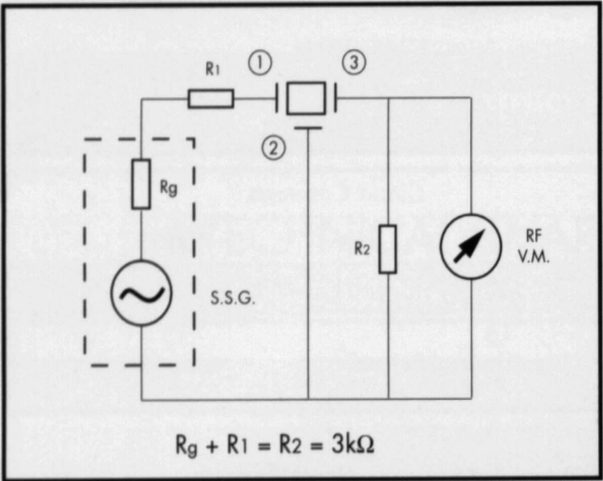 R1
①
③
②
Rg
S.S.G.
R2
RF
V.M.
Rg + R1 = R2 = 3kΩ